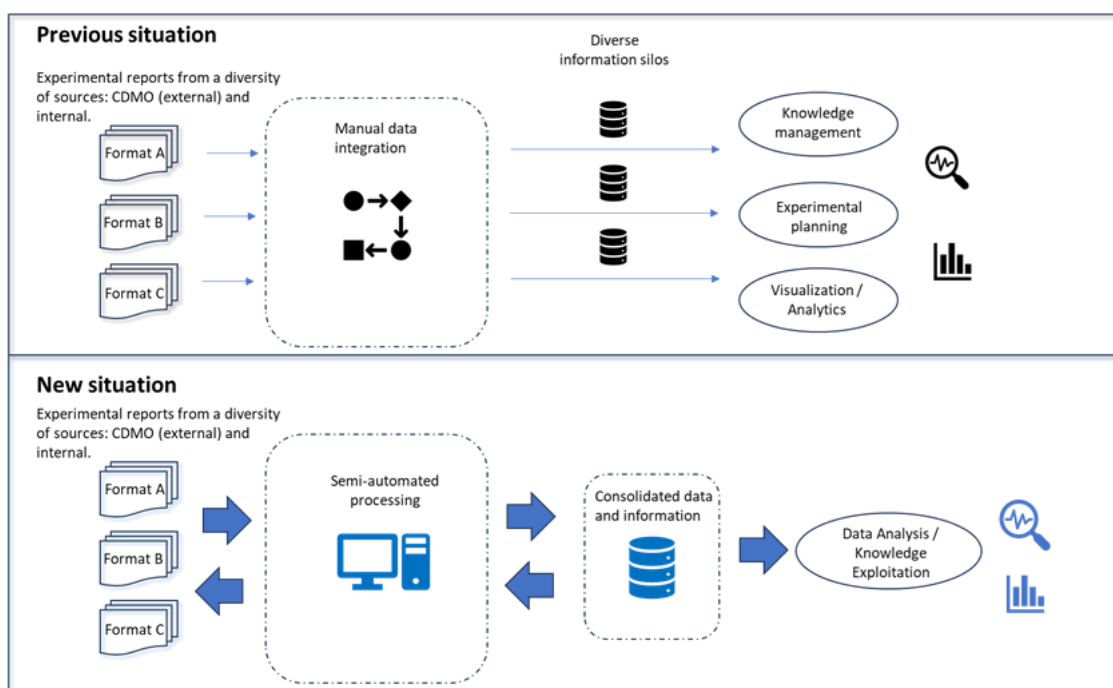 Previous situation
Experimental reports from a diversity
of sources: CDMO (external) and
internal.
Format A
Format B
Format C
Manual data
integration
Diverse
information silos
Knowledge
management
Experimental
planning
Visualization /
Analytics
New situation
Experimental reports from a diversity
of sources: CDMO (external) and
internal.
Format A
Format B
Format C
Semi-automated
processing
Consolidated data
and information
Data Analysis /
Knowledge
Exploitation